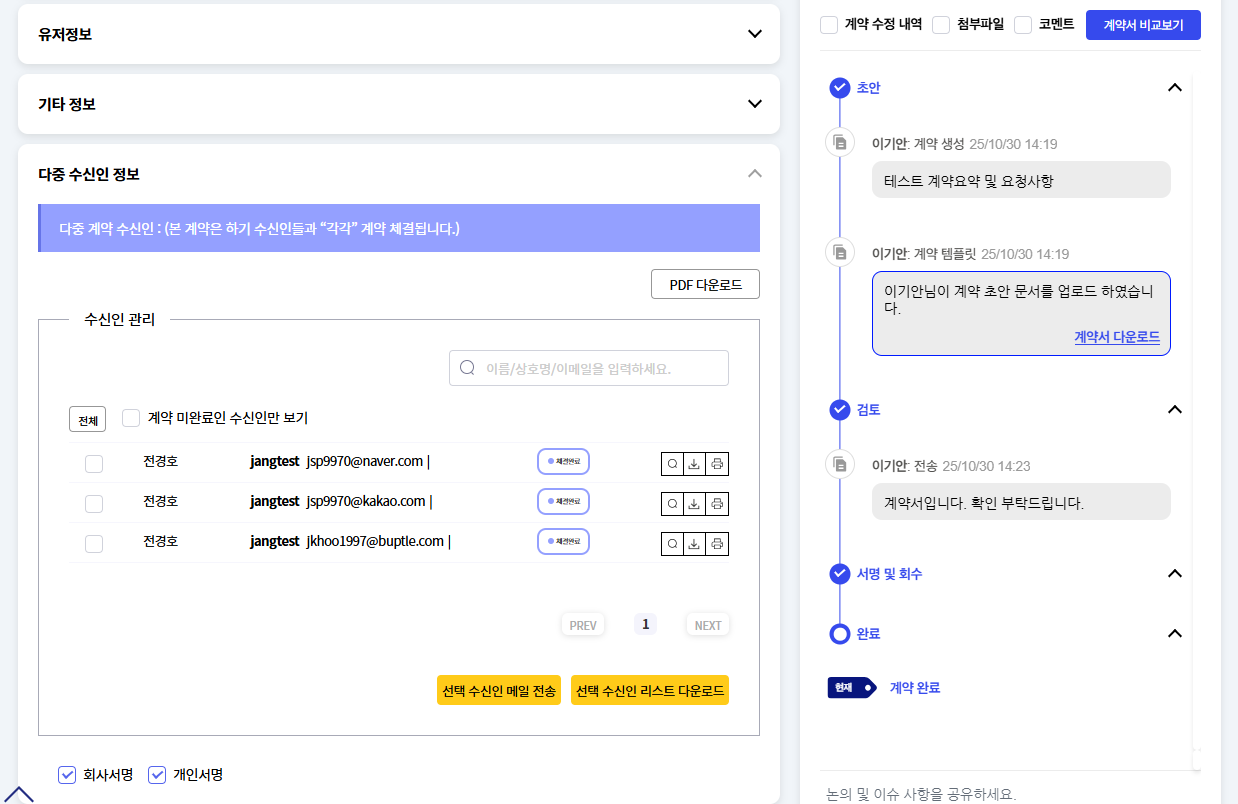 유저정보
기타 정보
다중 수신인 정보
다중 계약 수신인 : (본 계약은 하기 수신인들과 “각각” 계약 체결됩니다.)
PDF 다운로드
수신인 관리
이름/상호명/이메일을 입력하세요.
전체
계약 미완료인 수신인만 보기
전경호 jangtest jsp9970@naver.com | 체결완료
전경호 jangtest jsp9970@kakao.com | 체결완료
전경호 jangtest jkhoo1997@buptle.com | 체결완료
PREV 1 NEXT
선택 수신인 메일 전송 선택 수신인 리스트 다운로드
회사서명 개인서명
계약 수정 내역 첨부파일 코멘트 계약서 비교보기
초안
이기안: 계약 생성 25/10/30 14:19
테스트 계약요약 및 요청사항
이기안: 계약 템플릿 25/10/30 14:19
이기안님이 계약 초안 문서를 업로드 하였습니
다.
계약서 다운로드
검토
이기안: 전송 25/10/30 14:23
계약서입니다. 확인 부탁드립니다.
서명 및 회수
완료
현재 계약 완료
논의 및 이슈 사항을 공유하세요.